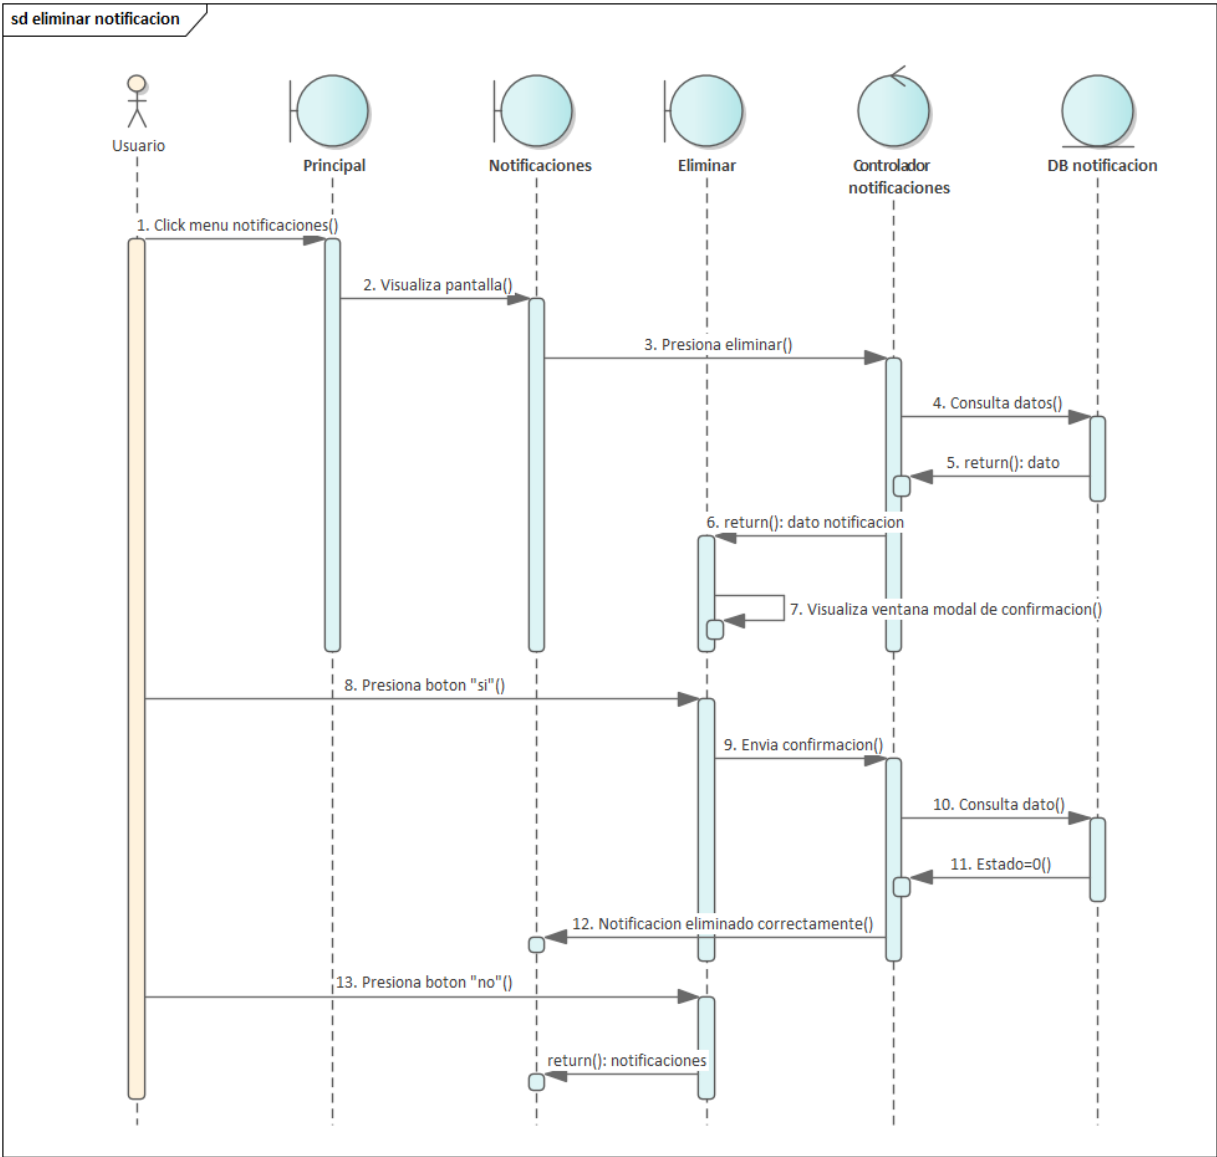 sd eliminar notificacion
Usuario
Principal
Notificaciones
Eliminar
Controlador
notificaciones
DB notificacion
1. Click menu notificaciones()
2. Visualiza pantalla()
3. Presiona eliminar()
4. Consulta datos()
5. return(): dato
6. return(): dato notificacion
7. Visualiza ventana modal de confirmacion()
8. Presiona boton "si"()
9. Envia confirmacion()
10. Consulta dato()
11. Estado=0()
12. Notificacion eliminado correctamente()
13. Presiona boton "no"()
return(): notificaciones